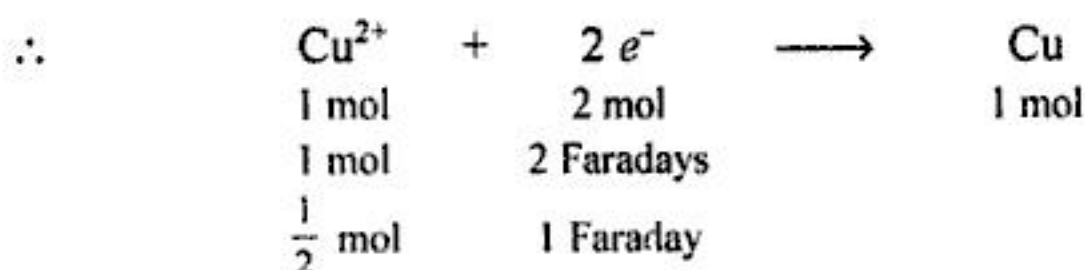 ∴ Cu²⁺ + 2 e⁻ ⟶ Cu
1 mol 2 mol 1 mol
1 mol 2 Faradays
1/2 mol 1 Faraday